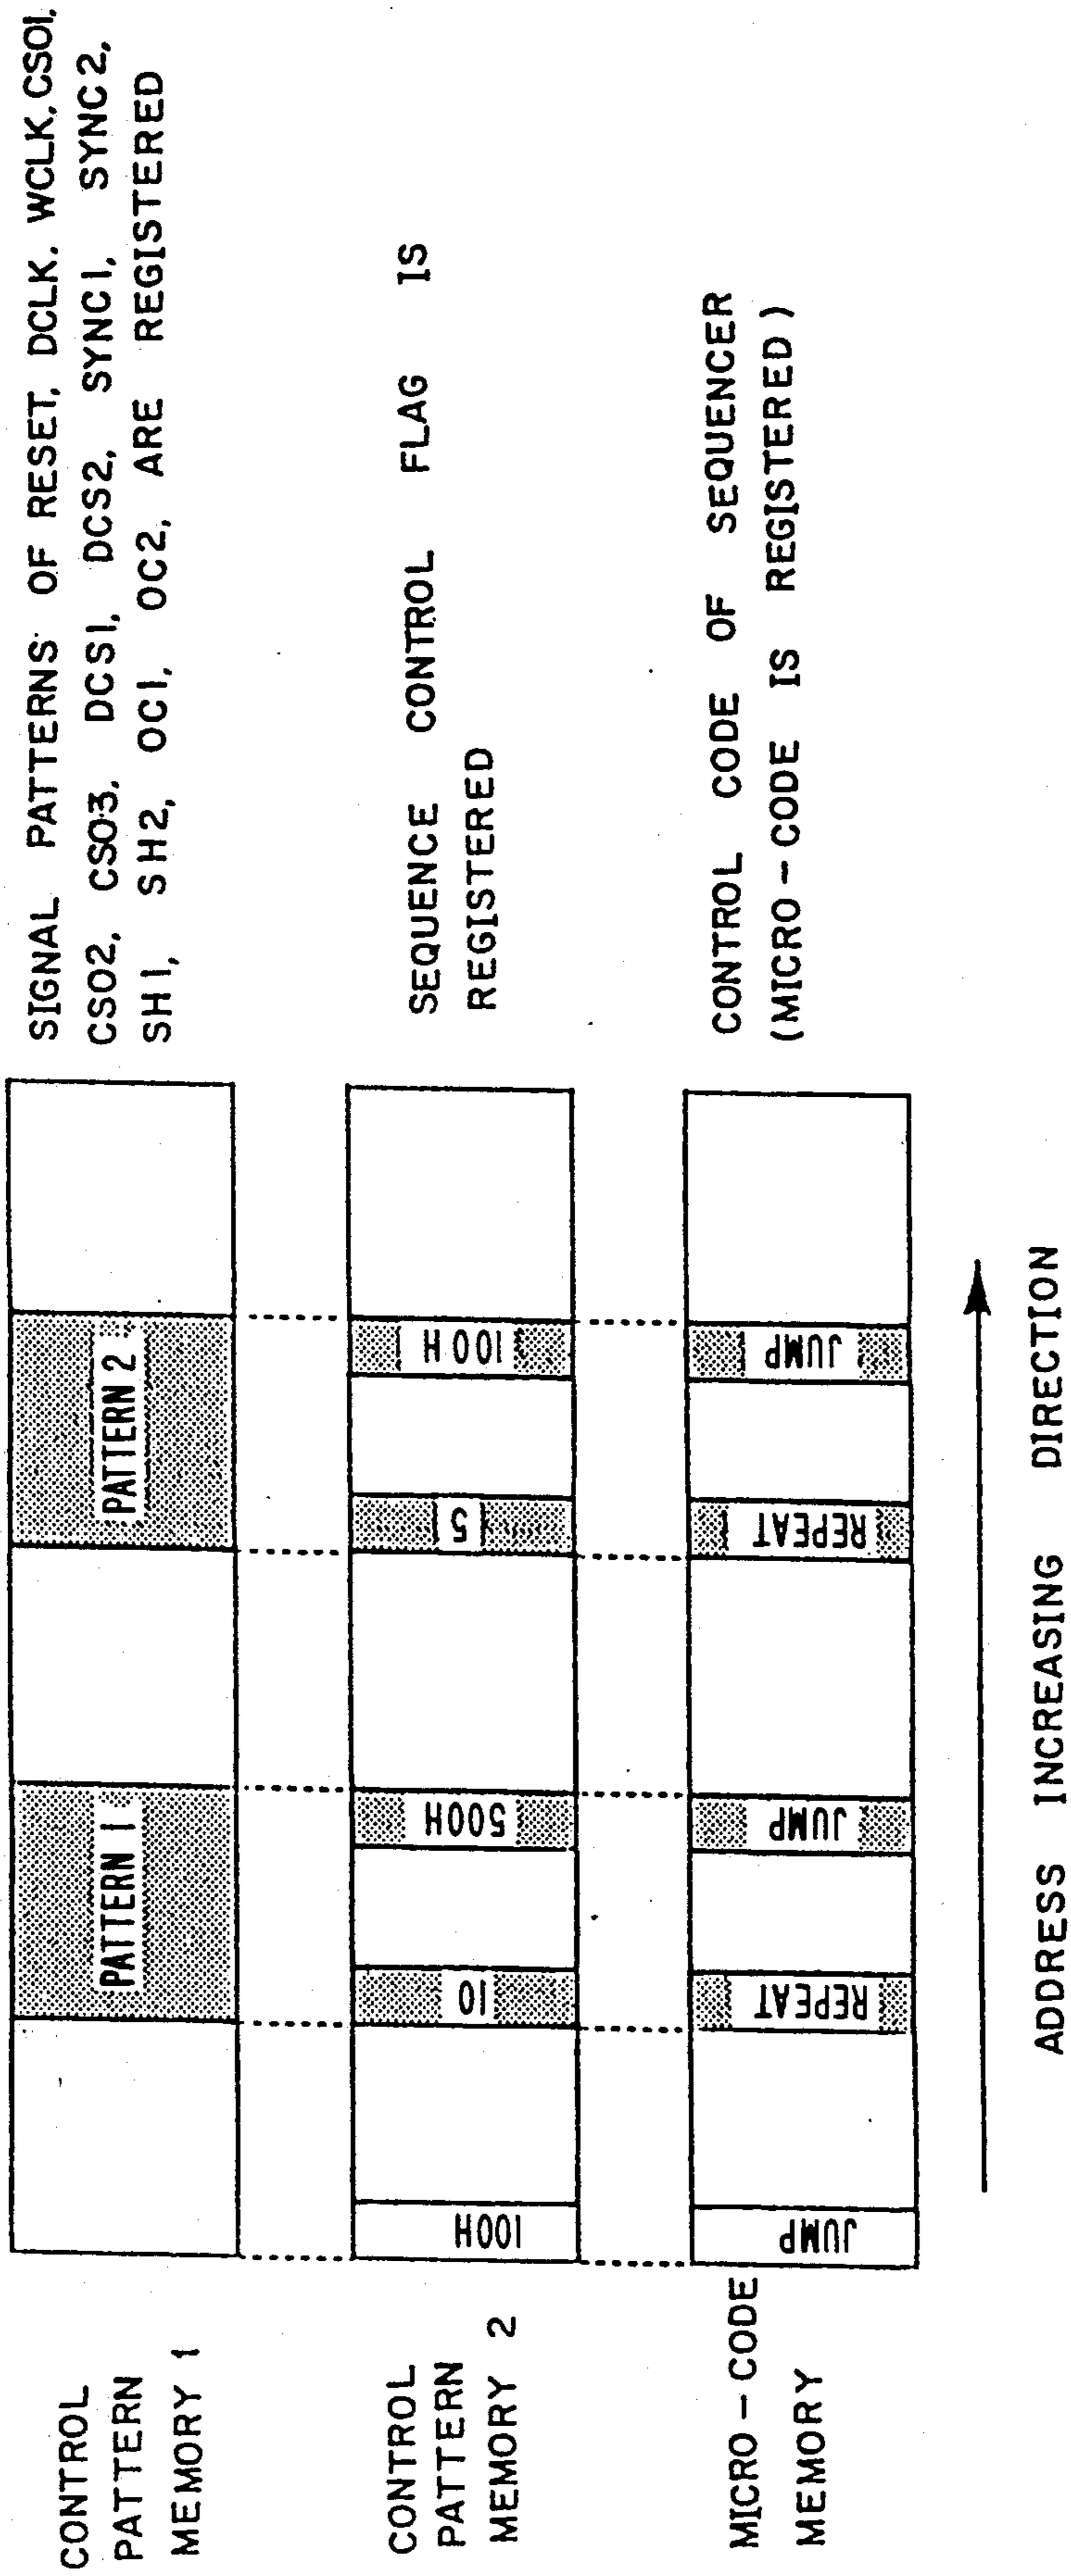 CONTROL
PATTERN
MEMORY 1
PATTERN 1
PATTERN 2
SIGNAL PATTERNS OF RESET, DCLK, WCLK, CSO1,
CSO2, CSO3, DCS1, DCS2, SYNC1, SYNC2,
SH1, SH2, OC1, OC2, ARE REGISTERED
CONTROL
PATTERN
MEMORY 2
100H
10
500H
5
100H
SEQUENCE CONTROL FLAG IS
REGISTERED
MICRO-CODE
MEMORY
JUMP
REPEAT
JUMP
REPEAT
JUMP
CONTROL CODE OF SEQUENCER
(MICRO-CODE IS REGISTERED)
ADDRESS INCREASING DIRECTION